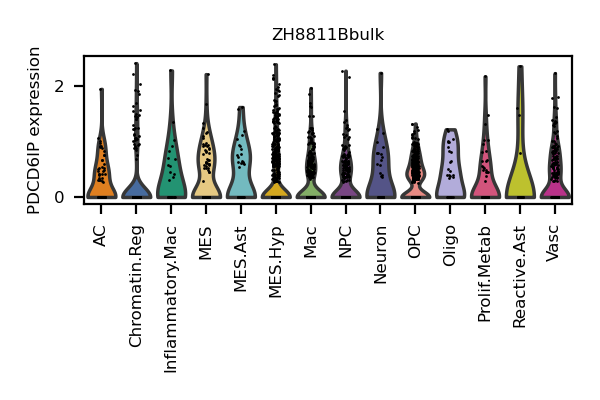 ZH8811Bbulk
PDCD6IP expression
2
0
AC
Chromatin.Reg
Inflammatory.Mac
MES
MES.Ast
MES.Hyp
Mac
NPC
Neuron
OPC
Oligo
Prolif.Metab
Reactive.Ast
Vasc